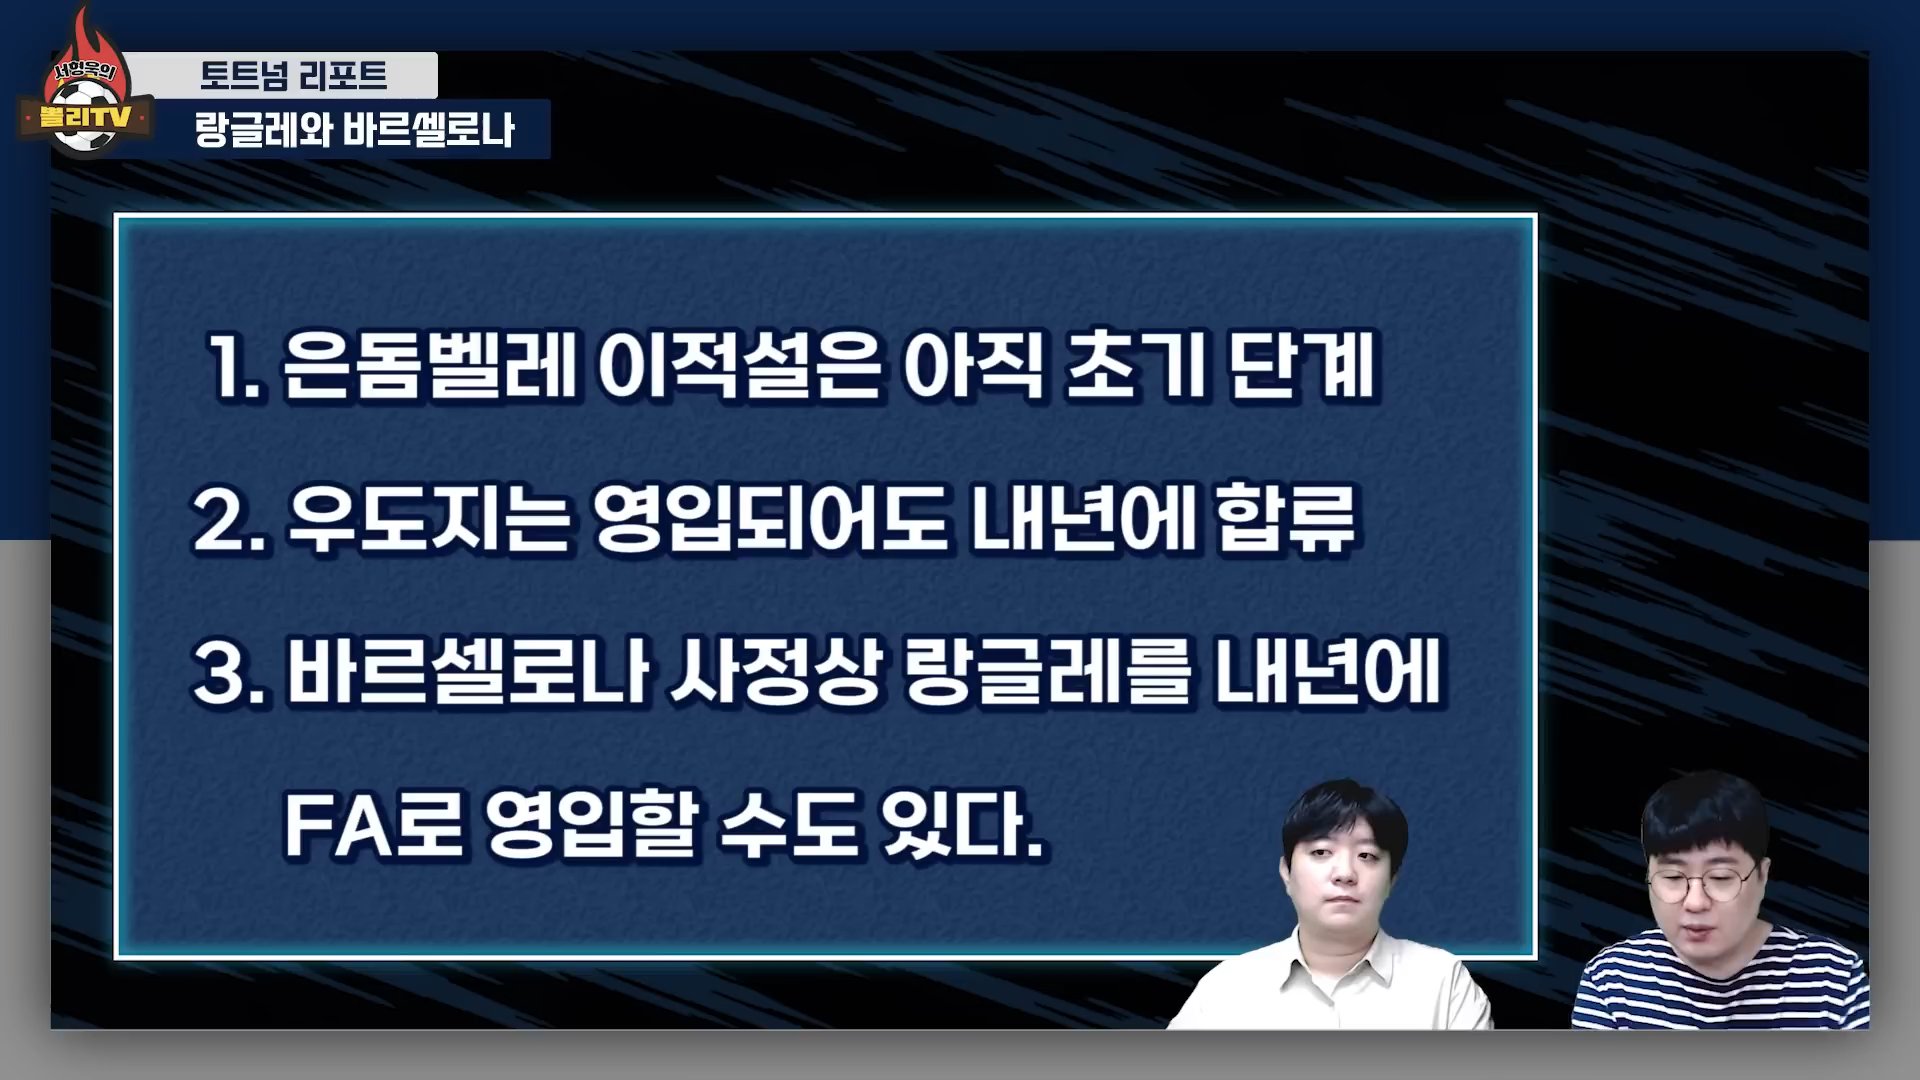 서형욱의
뽈리TV
토트넘 리포트
랑글레와 바르셀로나
1. 은돔벨레 이적설은 아직 초기 단계
2. 우도지는 영입되어도 내년에 합류
3. 바르셀로나 사정상 랑글레를 내년에
FA로 영입할 수도 있다.